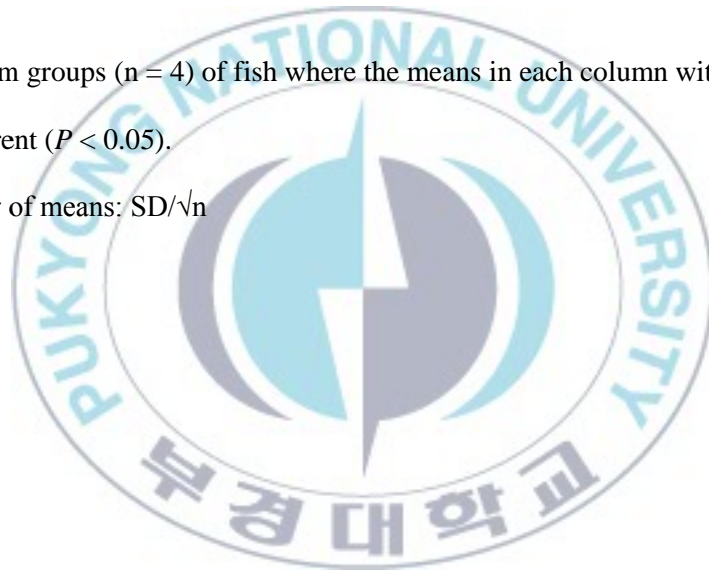 m groups (n = 4) of fish where the means in each column wit
rent (P < 0.05).
of means: SD/√n
PUKYONG NATIONAL UNIVERSITY
부경대학교